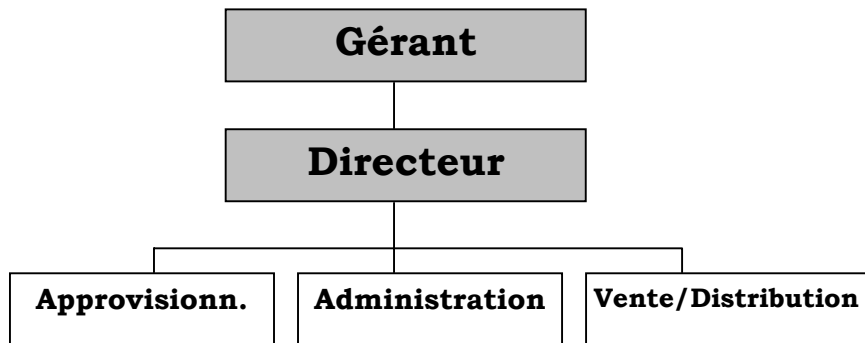 Gérant
Directeur
Approvisionn.
Administration
Vente/Distribution